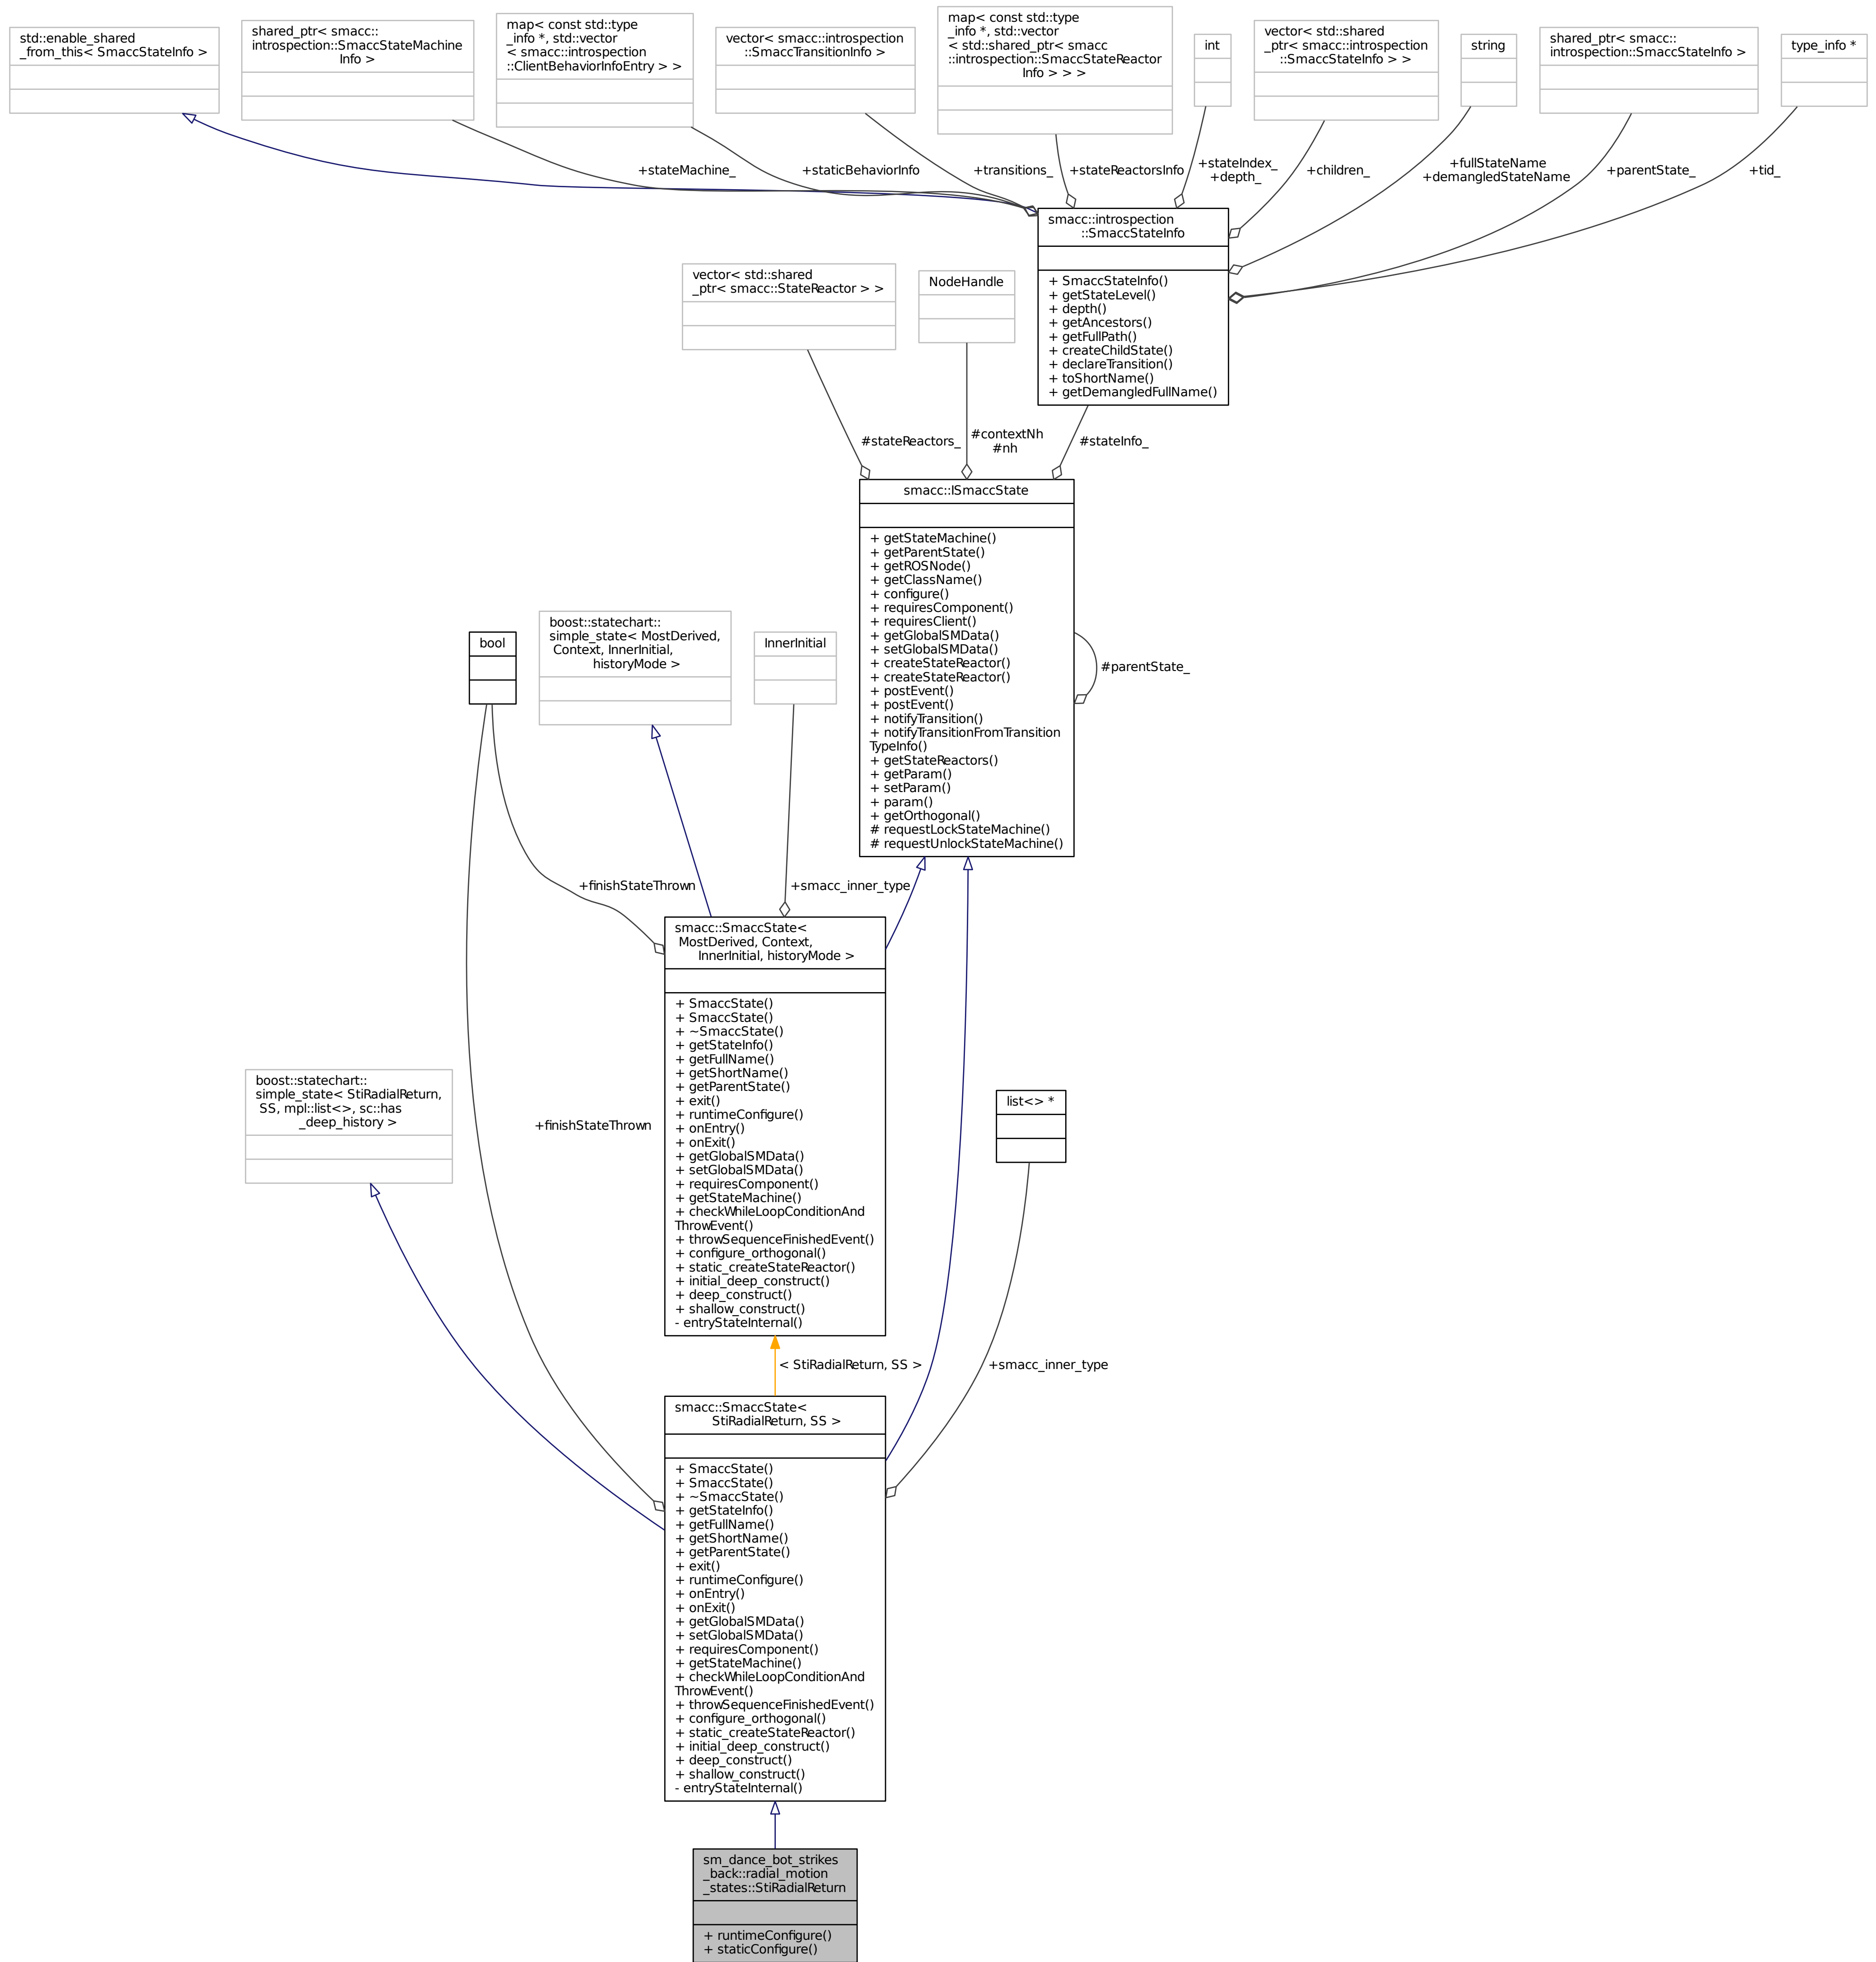 std::enable_shared
_from_this< SmaccStateInfo >
shared_ptr< smacc::
introspection::SmaccStateMachine
Info >
map< const std::type
_info *, std::vector
< smacc::introspection
::ClientBehaviorInfoEntry > >
vector< smacc::introspection
::SmaccTransitionInfo >
map< const std::type
_info *, std::vector
< std::shared_ptr< smacc
::introspection::SmaccStateReactor
Info > > >
int
vector< std::shared
_ptr< smacc::introspection
::SmaccStateInfo > >
string
shared_ptr< smacc::
introspection::SmaccStateInfo >
type_info *
+stateMachine_
+staticBehaviorInfo
+transitions_
+stateReactorsInfo
+stateIndex_
+depth_
+children_
+fullStateName
+demangledStateName
+parentState_
+tid_
smacc::introspection
::SmaccStateInfo
+ SmaccStateInfo()
+ getStateLevel()
+ depth()
+ getAncestors()
+ getFullPath()
+ createChildState()
+ declareTransition()
+ toShortName()
+ getDemangledFullName()
vector< std::shared
_ptr< smacc::StateReactor > >
NodeHandle
#stateReactors_
#contextNh
#nh
#stateInfo_
smacc::ISmaccState
+ getStateMachine()
+ getParentState()
+ getROSNode()
+ getClassName()
+ configure()
+ requiresComponent()
+ requiresClient()
+ getGlobalSMData()
+ setGlobalSMData()
+ createStateReactor()
+ createStateReactor()
+ postEvent()
+ postEvent()
+ notifyTransition()
+ notifyTransitionFromTransition
TypeInfo()
+ getStateReactors()
+ getParam()
+ setParam()
+ param()
+ getOrthogonal()
# requestLockStateMachine()
# requestUnlockStateMachine()
#parentState_
bool
boost::statechart::
simple_state< MostDerived,
Context, InnerInitial,
historyMode >
InnerInitial
+finishStateThrown
+smacc_inner_type
smacc::SmaccState<
MostDerived, Context,
InnerInitial, historyMode >
+ SmaccState()
+ SmaccState()
+ ~SmaccState()
+ getStateInfo()
+ getFullName()
+ getShortName()
+ getParentState()
+ exit()
+ runtimeConfigure()
+ onEntry()
+ onExit()
+ getGlobalSMData()
+ setGlobalSMData()
+ requiresComponent()
+ getStateMachine()
+ checkWhileLoopConditionAnd
ThrowEvent()
+ throwSequenceFinishedEvent()
+ configure_orthogonal()
+ static_createStateReactor()
+ initial_deep_construct()
+ deep_construct()
+ shallow_construct()
- entryStateInternal()
boost::statechart::
simple_state< StiRadialReturn,
SS, mpl::list<>, sc::has
_deep_history >
+finishStateThrown
list<> *
< StiRadialReturn, SS >
+smacc_inner_type
smacc::SmaccState<
StiRadialReturn, SS >
+ SmaccState()
+ SmaccState()
+ ~SmaccState()
+ getStateInfo()
+ getFullName()
+ getShortName()
+ getParentState()
+ exit()
+ runtimeConfigure()
+ onEntry()
+ onExit()
+ getGlobalSMData()
+ setGlobalSMData()
+ requiresComponent()
+ getStateMachine()
+ checkWhileLoopConditionAnd
ThrowEvent()
+ throwSequenceFinishedEvent()
+ configure_orthogonal()
+ static_createStateReactor()
+ initial_deep_construct()
+ deep_construct()
+ shallow_construct()
- entryStateInternal()
sm_dance_bot_strikes
_back::radial_motion
_states::StiRadialReturn
+ runtimeConfigure()
+ staticConfigure()